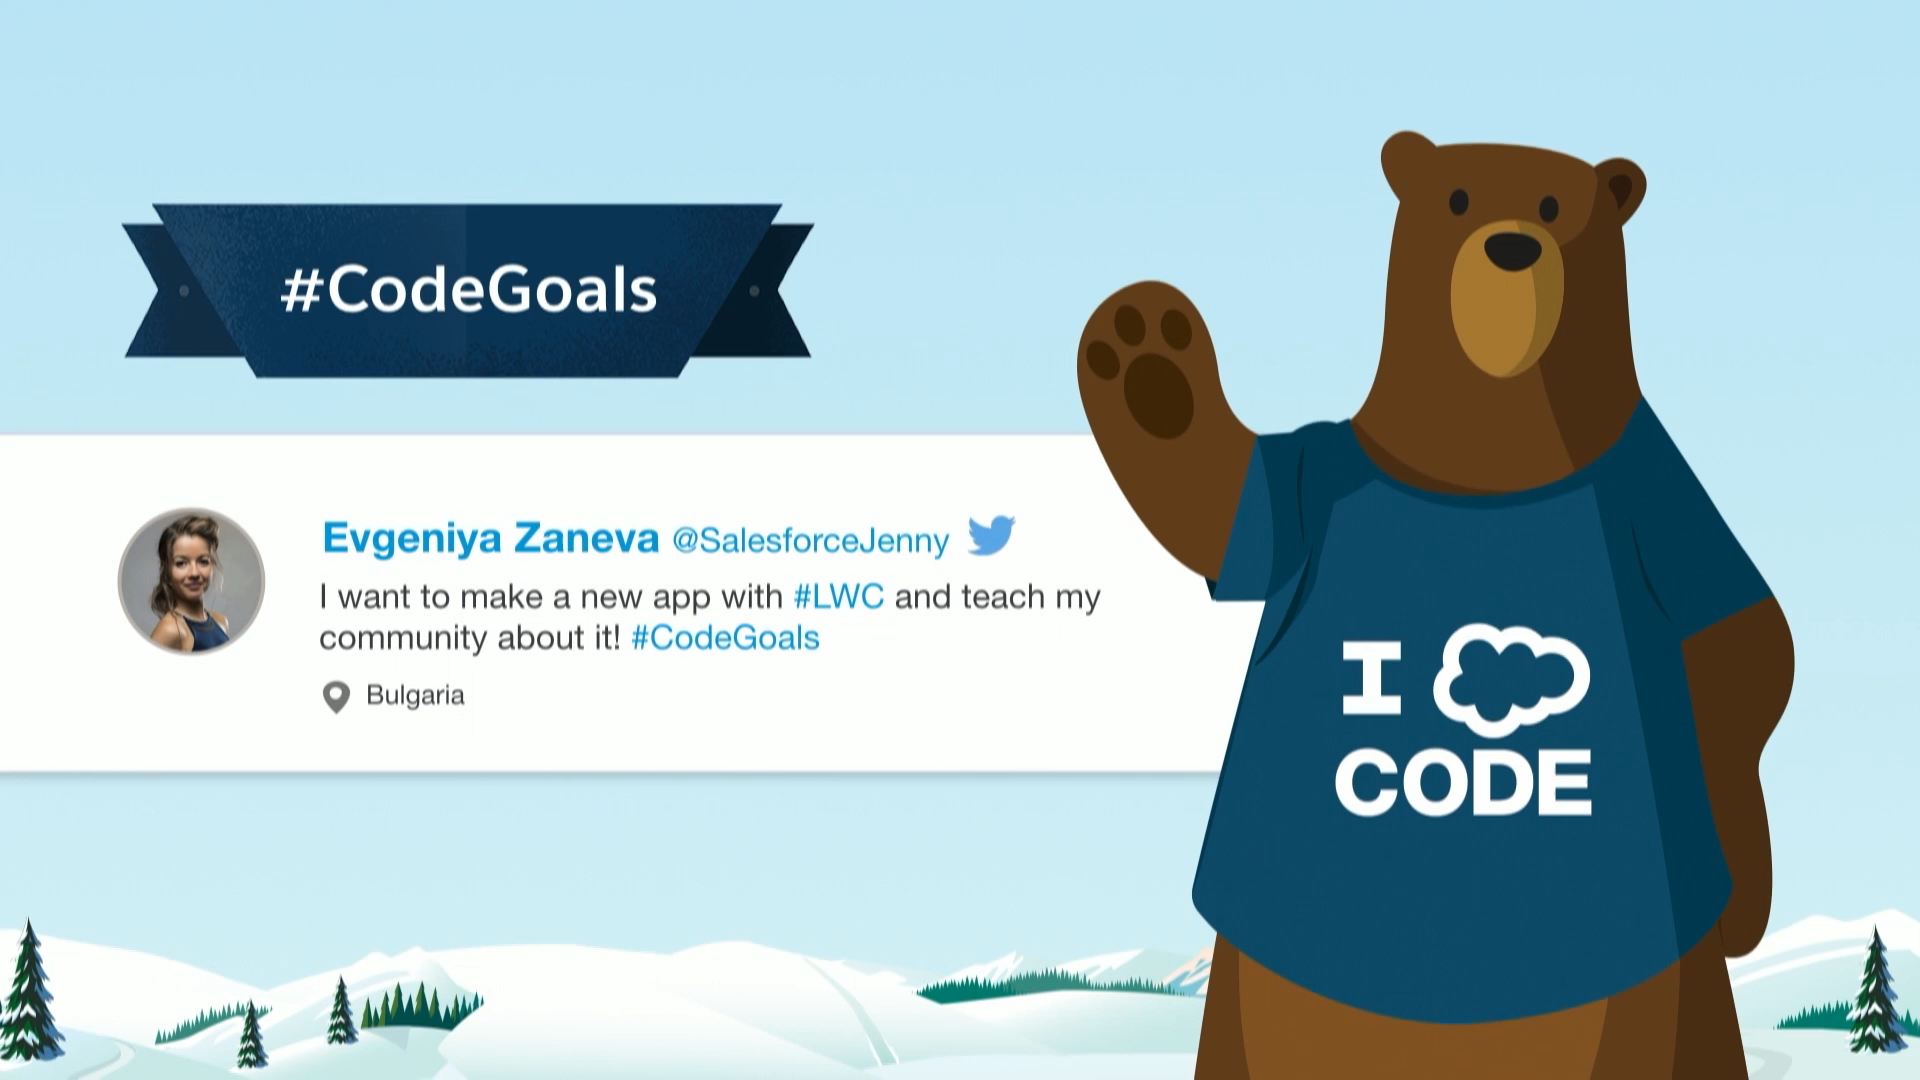 #CodeGoals
Evgeniya Zaneva @SalesforceJenny
I want to make a new app with #LWC and teach my
community about it! #CodeGoals
Bulgaria
I
CODE